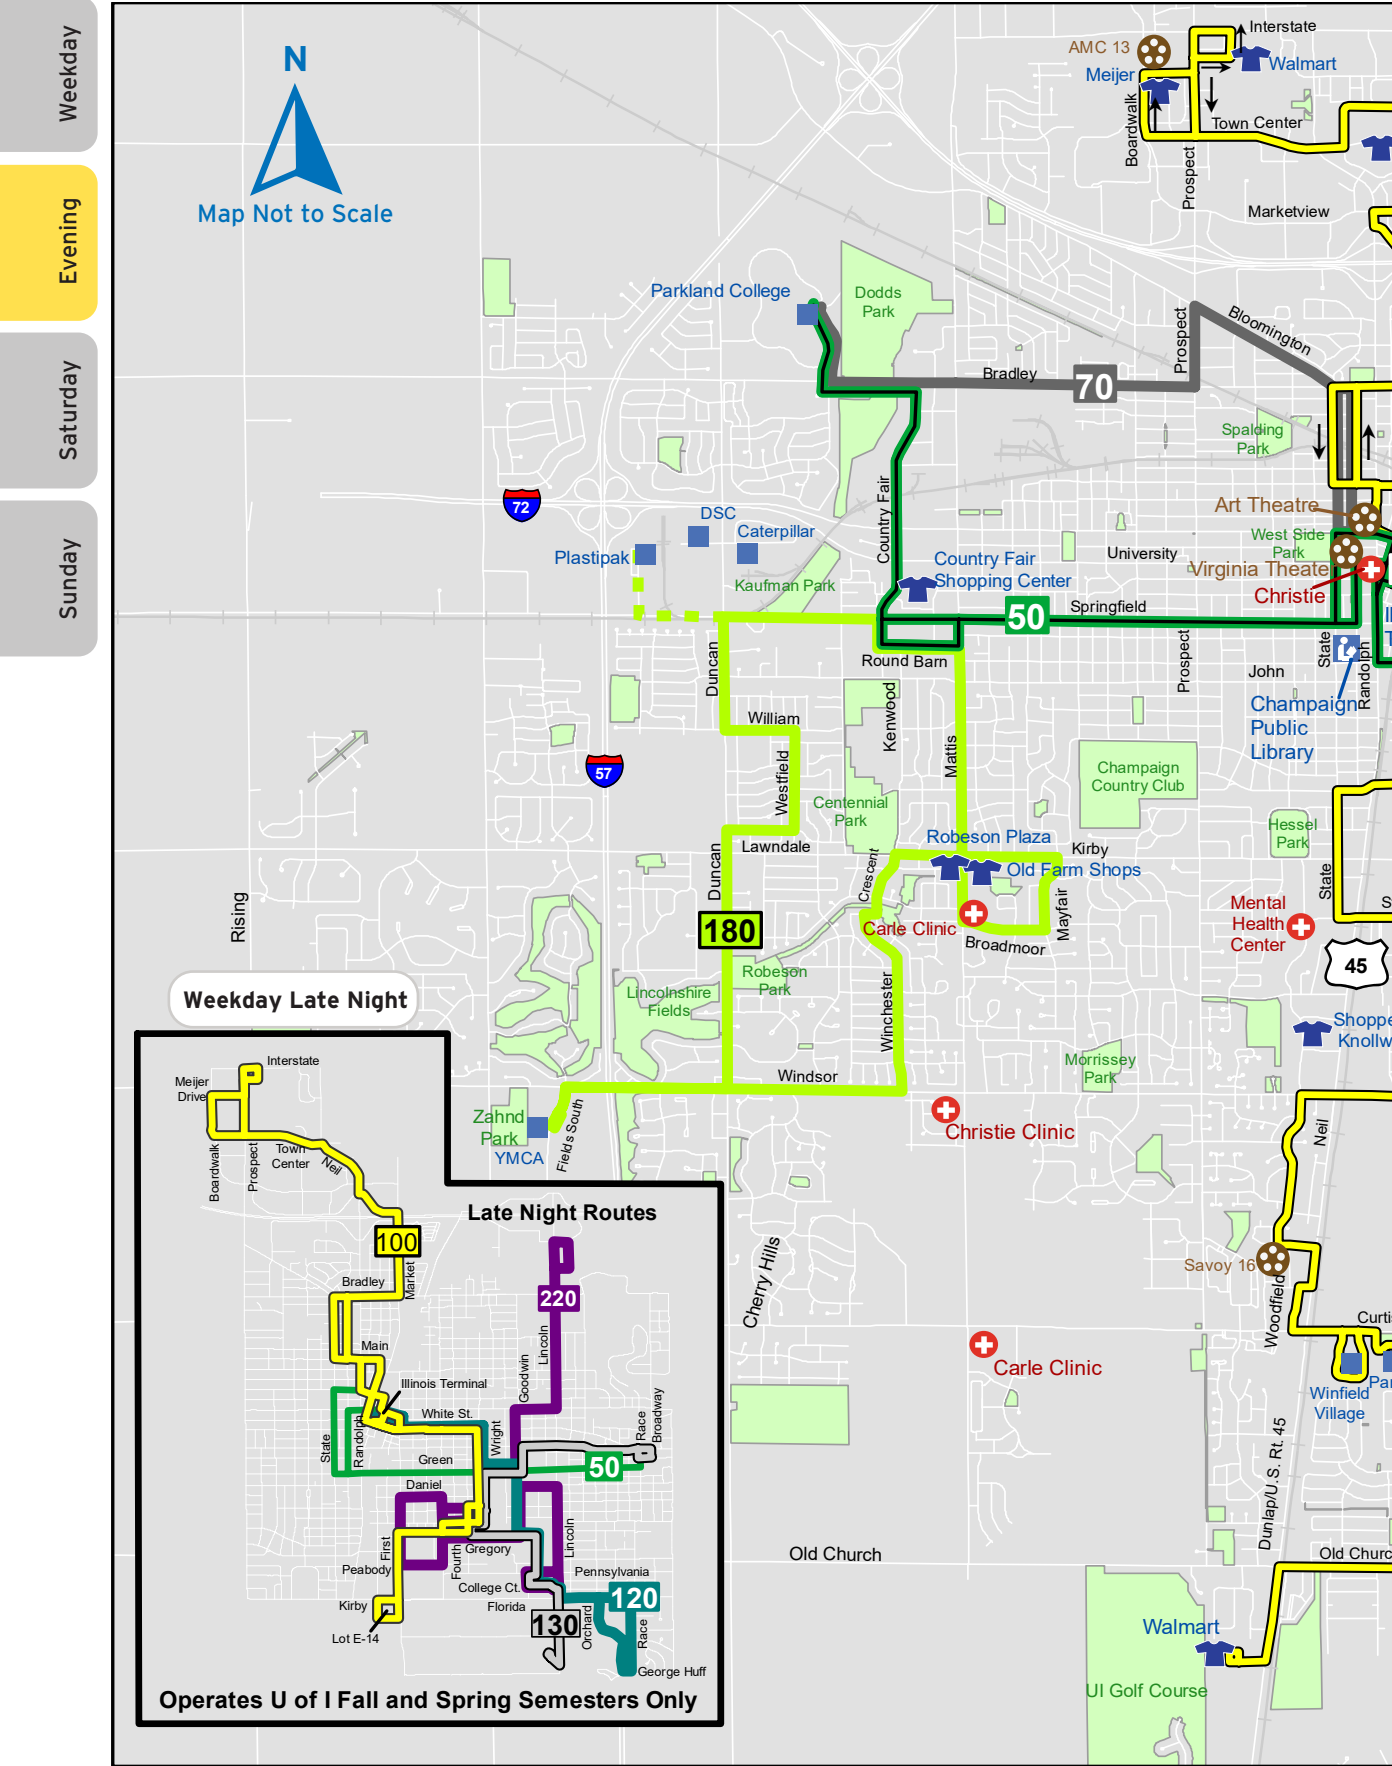 Weekday
Evening
Saturday
Sunday
N
Map Not to Scale
AMC 13
Meijer
Interstate
Walmart
Boardwalk
Town Center
Prospect
Marketview
Parkland College
Dodds
Park
Prospect
Bloomington
Bradley
70
Spalding
Park
72
DSC
Plastipak
Caterpillar
Kaufman Park
Country Fair
Country Fair
Shopping Center
University
Art Theatre
West Side
Park
Virginia Theate
Christie
50
Springfield
Round Barn
Duncan
William
Kenwood
Prospect
John
State
Randolph
Champaign
Public
Library
57
Westfield
Mattis
Centennial
Park
Champaign
Country Club
Lawndale
Duncan
Crescent
Robeson Plaza
Kirby
Old Farm Shops
Hessel
Park
State
Rising
180
Carle Clinic
Broadmoor
Mayfair
Mental
Health
Center
45
Robeson
Park
Lincolnshire
Fields
Winchester
Shoppe
Knollw
Windsor
Morrissey
Park
Zahnd
Park
YMCA
Fields South
Christie Clinic
Neil
Cherry Hills
Savoy 16
Woodfield
Curti
Carle Clinic
Winfield
Village
Par
Dunlap/U.S. Rt. 45
Old Church
Old Churc
Walmart
UI Golf Course
Weekday Late Night
Interstate
Meijer
Drive
Boardwalk
Prospect
Town
Center
Neil
Late Night Routes
100
Market
Bradley
220
Main
Lincoln
Goodwin
Illinois Terminal
White St.
State
Randolph
Wright
Race
Broadway
Green
50
Daniel
First
Fourth
Gregory
Lincoln
Peabody
Pennsylvania
College Ct.
Kirby
Florida
120
130
Orchard
Race
Lot E-14
George Huff
Operates U of I Fall and Spring Semesters Only